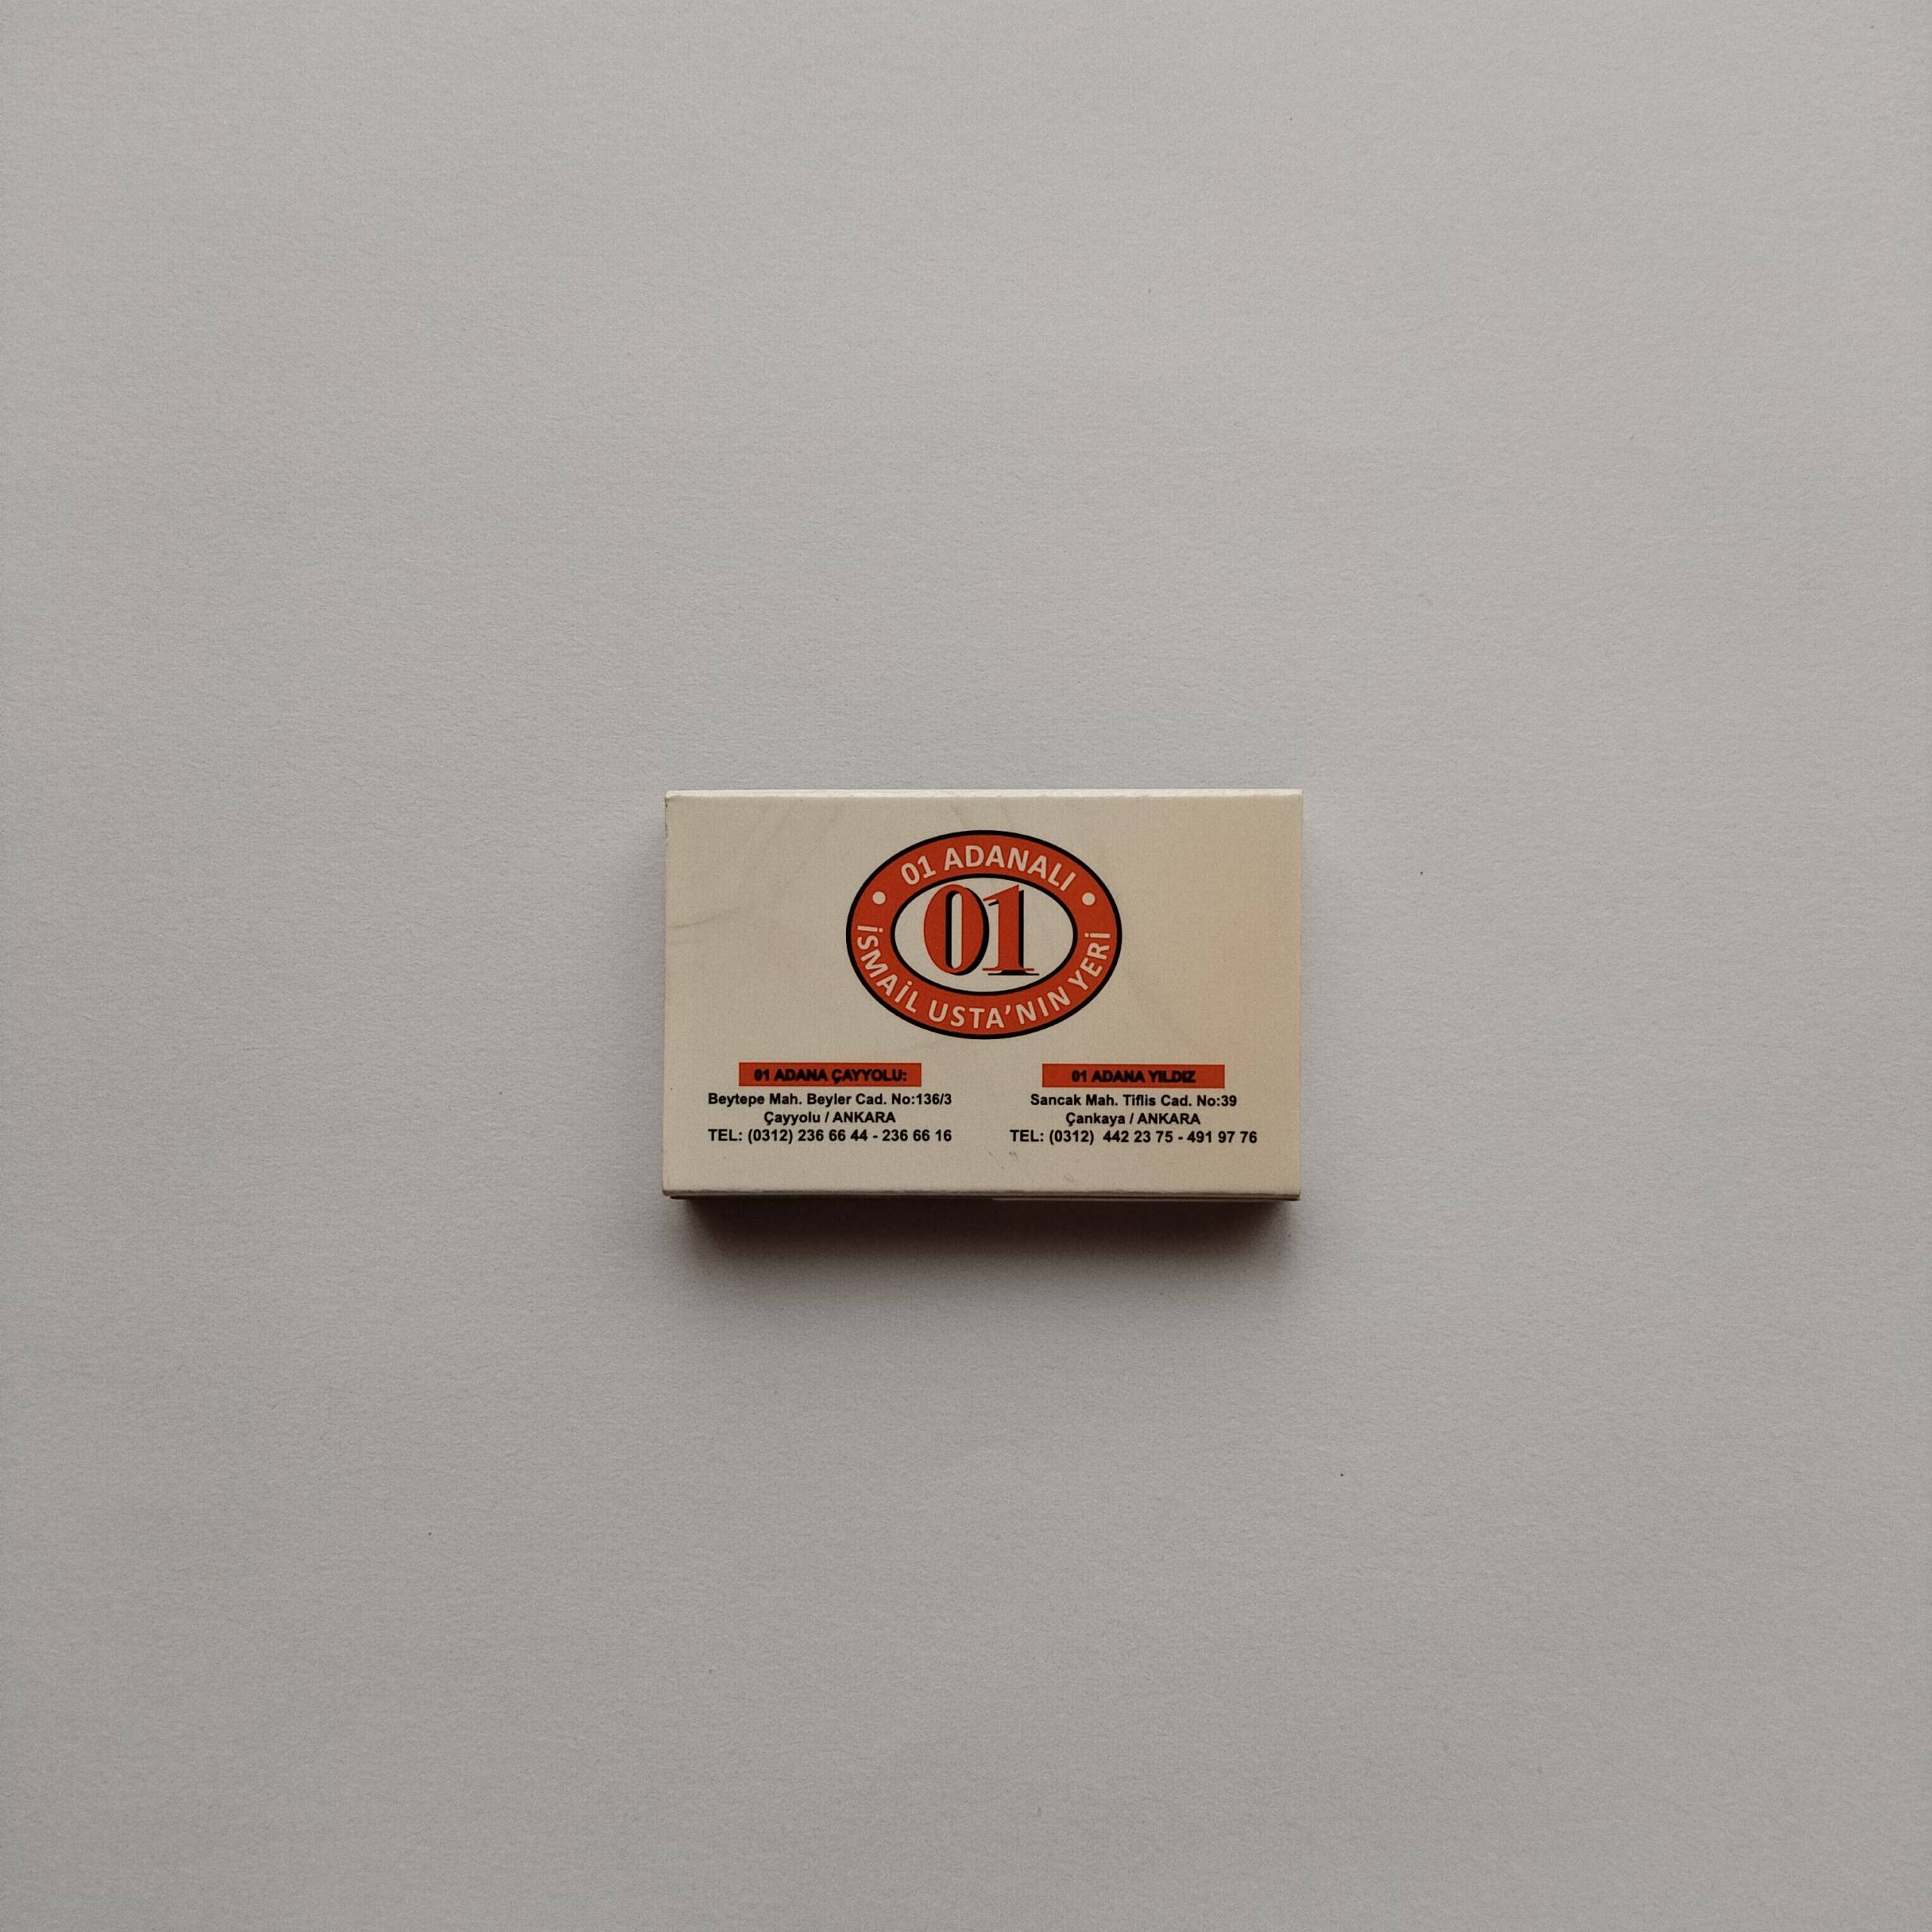 01 ADANALI
01
İSMAİL USTA'NIN YERİ
01 ADANA ÇAYYOLU:
Beytepe Mah. Beyler Cad. No:136/3
Çayyolu / ANKARA
TEL: (0312) 236 66 44 - 236 66 16
01 ADANA YILDIZ
Sancak Mah. Tiflis Cad. No:39
Çankaya / ANKARA
TEL: (0312)  442 23 75 - 491 97 76